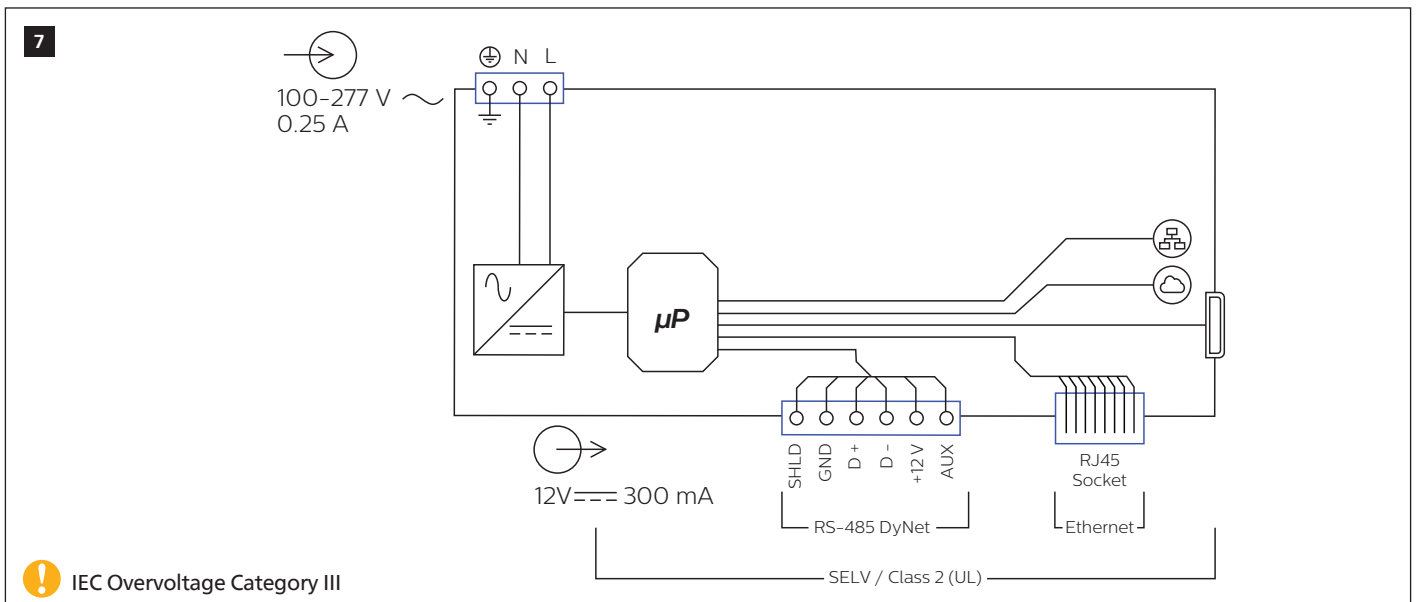 7
N L
100-277 V
0.25 A
µP
SHLD
GND
D +
D -
+12 V
AUX
RJ45
Socket
12V 300 mA
RS-485 DyNet
Ethernet
SELV / Class 2 (UL)
! IEC Overvoltage Category III